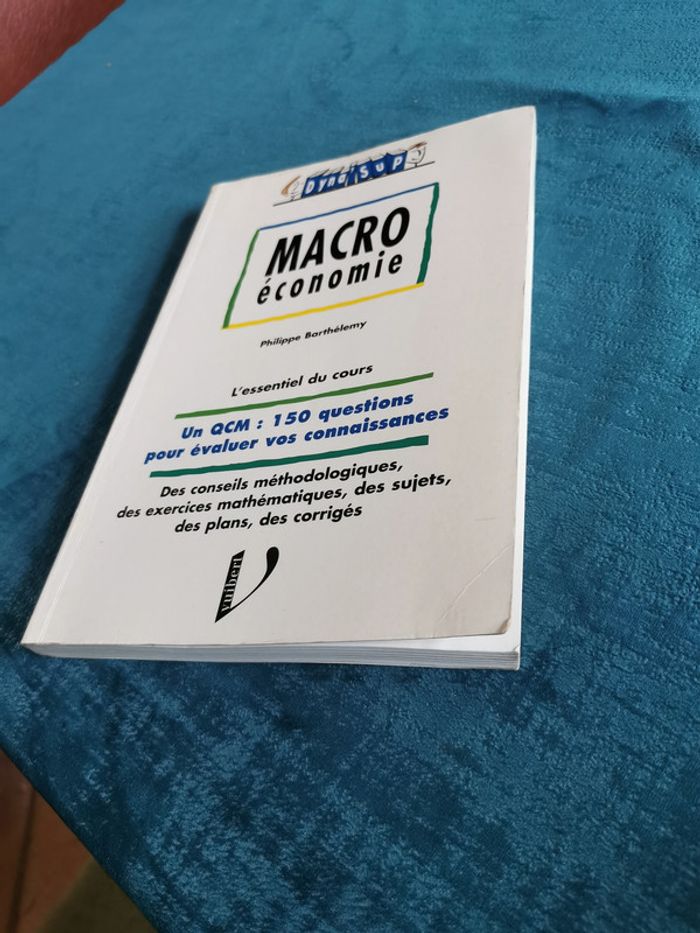 Dyna'Sup
MACRO
économie
Philippe Barthélemy
L'essentiel du cours
Un QCM : 150 questions
pour évaluer vos connaissances
Des conseils méthodologiques,
des exercices mathématiques, des sujets,
des plans, des corrigés
vuibert